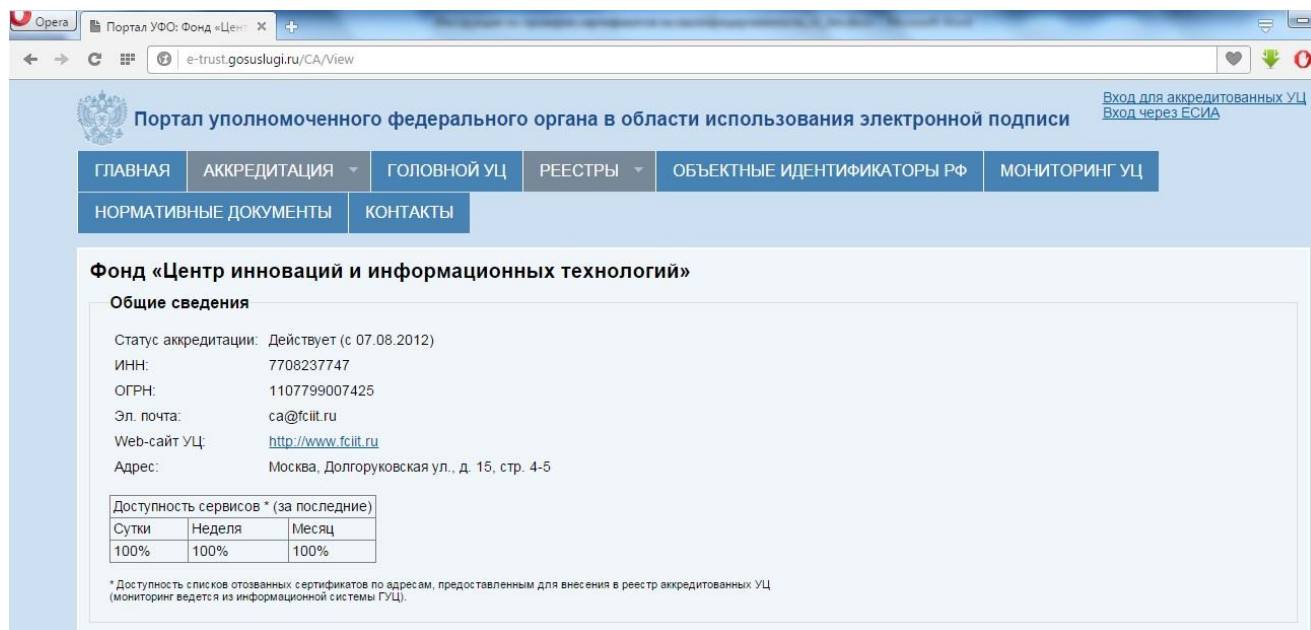 Opera
Портал УФО: Фонд «Цен
e-trust.gosuslugi.ru/CA/View
Вход для аккредитованных УЦ
Вход через ЕСИА
Портал уполномоченного федерального органа в области использования электронной подписи
ГЛАВНАЯ АККРЕДИТАЦИЯ ГОЛОВНОЙ УЦ РЕЕСТРЫ ОБЪЕКТНЫЕ ИДЕНТИФИКАТОРЫ РФ МОНИТОРИНГ УЦ
НОРМАТИВНЫЕ ДОКУМЕНТЫ КОНТАКТЫ
Фонд «Центр инноваций и информационных технологий»
Общие сведения
Статус аккредитации: Действует (с 07.08.2012)
ИНН: 7708237747
ОГРН: 1107799007425
Эл. почта: ca@fciit.ru
Web-сайт УЦ: http://www.fciit.ru
Адрес: Москва, Долгоруковская ул., д. 15, стр. 4-5
Доступность сервисов * (за последние)
Сутки Неделя Месяц
100% 100% 100%
* Доступность списков отозванных сертификатов по адресам, предоставленным для внесения в реестр аккредитованных УЦ
(мониторинг ведется из информационной системы ГУЦ).